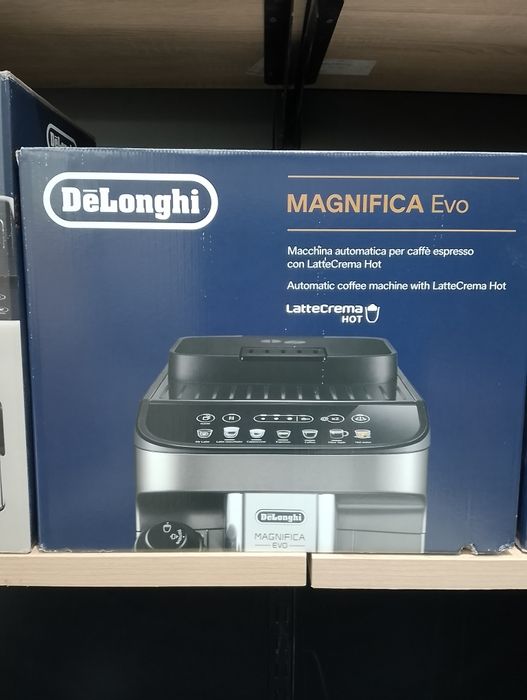 DeLonghi
MAGNIFICA Evo
Macchina automatica per caffè espresso
con LatteCrema Hot
Automatic coffee machine with LatteCrema Hot
LatteCrema
HOT
DeLonghi
MAGNIFICA
EVO